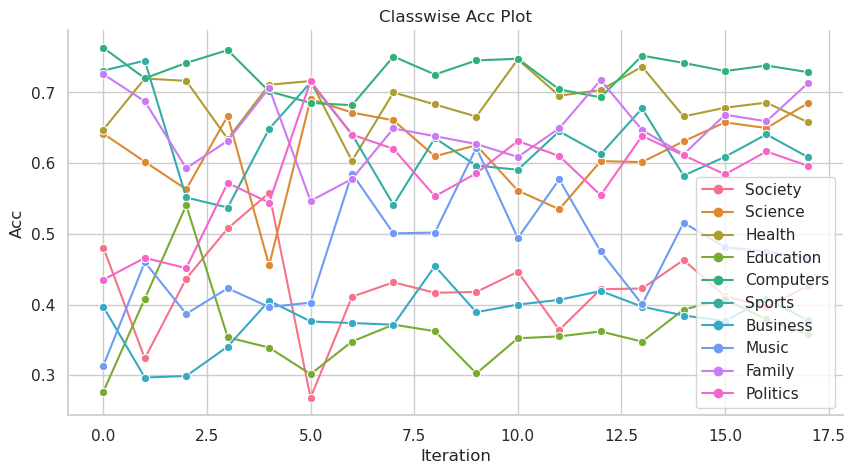 Classwise Acc Plot
Acc
0.7
0.6
0.5
0.4
0.3
0.0
2.5
5.0
7.5
10.0
12.5
15.0
17.5
Iteration
Society
Science
Health
Education
Computers
Sports
Business
Music
Family
Politics